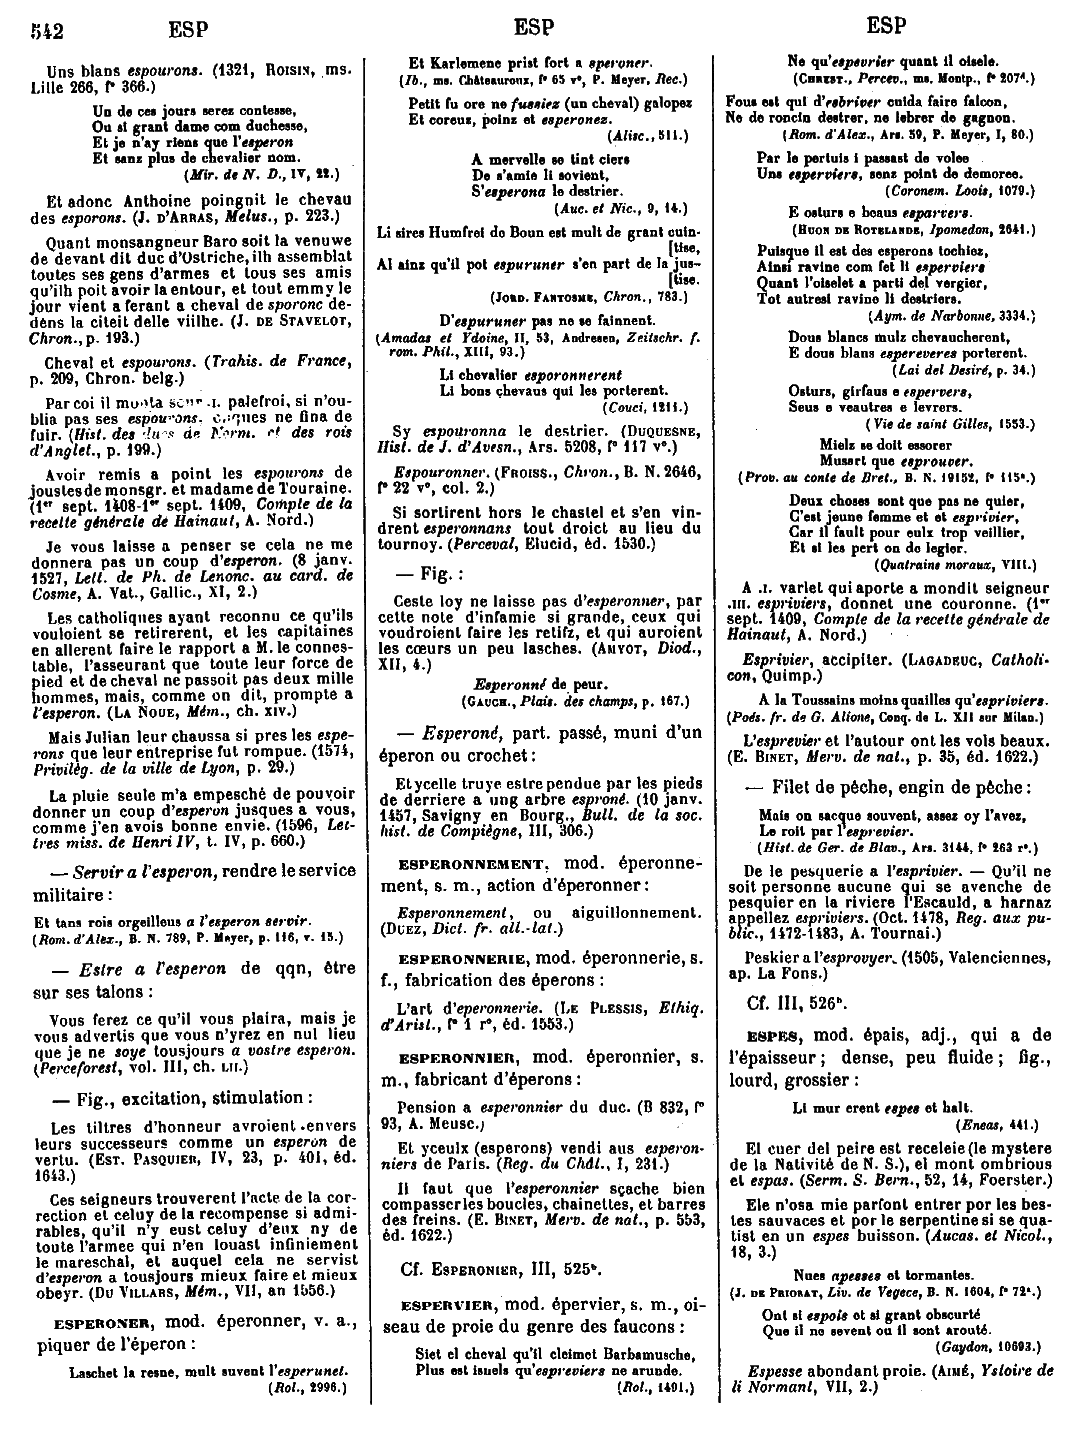 542 ESP ESP ESP
Uns blans espourons. (1321, ROISIN, ms.
Lille 266, f° 366.)
Un de ces jours serez contesse,
Ou si grant dame com duchesse,
Et je n'ay riens que l'esperon
Et sanz plus de chevalier nom.
(Mir. de N. D., IV, 22.)
Et adonc Anthoine poingnit le chevau
des esporons. (J. D'ARRAS, Melus., p. 223.)
Quant monsangneur Baro soit la venuwe
de devant dit duc d'Ostriche, ilh assemblat
toutes ses gens d'armes et tous ses amis
qu'ilh poit avoir la entour, et tout emmy le
jour vient a ferant a cheval de sporonc de-
dens la citeit delle viilhe. (J. DE STAVELOT,
Chron., p. 193.)
Cheval et espourons. (Trahis. de France,
p. 209, Chron. belg.)
Par coi il monta seur .I. palefroi, si n'ou-
blia pas ses espourons, ne fina de
fuir. (Hist. des ducs de Norm. et des rois
d'Anglet., p. 199.)
Avoir remis a point les espourons de
joustes de monsgr. et madame de Touraine.
(1er sept. 1408-1er sept. 1409, Compte de la
recette générale de Hainaut, A. Nord.)
Je vous laisse a penser se cela ne me
donnera pas un coup d'esperon. (8 janv.
1527, Lett. de Ph. de Lenonc. au card. de
Cosme, A. Vat., Gallic., XI, 2.)
Les catholiques ayant reconnu ce qu'ils
vouloient se retirerent, et les capitaines
en allerent faire le rapport a M. le connes-
table, l'asseurant que toute leur force de
pied et de cheval ne passoit pas deux mille
hommes, mais, comme on dit, prompte a
l'esperon. (LA NOUE, Mém., ch. XIV.)
Mais Julian leur chaussa si pres les espe-
rons que leur entreprise fut rompue. (1574,
Privilèg. de la ville de Lyon, p. 29.)
La pluie seule m'a empesché de pouvoir
donner un coup d'esperon jusques a vous,
comme j'en avois bonne envie. (1596, Let-
tres miss. de Henri IV, t. IV, p. 660.)
— Servir a l'esperon, rendre le service
militaire :
Et tans rois orgeilleus a l'esperon servir.
(Rom. d'Alex., B. N. 789, P. Meyer, p. 116, v. 15.)
— Estre a l'esperon de qqn, être
sur ses talons :
Vous ferez ce qu'il vous plaira, mais je
vous advertis que vous n'yrez en nul lieu
que je ne soye tousjours a vostre esperon.
(Perceforest, vol. III, ch. LII.)
— Fig., excitation, stimulation :
Les tiltres d'honneur avroient envers
leurs successeurs comme un esperon de
vertu. (EST. PASQUIER, IV, 23, p. 401, éd.
1643.)
Ces seigneurs trouverent l'acte de la cor-
rection et celuy de la recompense si admi-
rables, qu'il n'y eust celuy d'eux ny de
toute l'armee qui n'en louast infiniement
le mareschal, et auquel cela ne servist
d'esperon a tousjours mieux faire et mieux
obeyr. (DU VILLARS, Mém., VII, an 1556.)
ESPERONER, mod. éperonner, v. a.,
piquer de l'éperon :
Laschet la resne, mult suvent l'esperunet.
(Rol., 2996.)
Et Karlemene prist fort a speroner.
(Ib., ms. Châteauroux, f° 65 v°, P. Meyer, Rec.)
Petit fu ore ne fussiez (un cheval) galopez
Et coreuz, poinz et esperonez.
(Alisc., 511.)
A merveile se tint ciers
De s'amie li sovient,
S'esperona le destrier.
(Auc. et Nic., 9, 14.)
Li sires Humfrei do Boun est mult de grant cuin-
[tise,
Al ainz qu'il pot espuruner s'en part de la jus-
[tise.
(JORD. FANTOSME, Chron., 783.)
D'espuruner pas ne se fainnent.
(Amadas et Ydoine, II, 53, Andresen, Zeitschr. f.
rom. Phil., XIII, 93.)
Li chevalier esporonnerent
Li bons chevaus qui les porterent.
(Couci, 1211.)
Sy espouronna le destrier. (DUQUESNE,
Hist. de J. d'Avesn., Ars. 5208, f° 117 v°.)
Espouronner. (FROISS., Chron., B. N. 2646,
f° 22 v°, col. 2.)
Si sortirent hors le chastel et s'en vin-
drent esperonnans tout droict au lieu du
tournoy. (Perceval, Elucid, éd. 1530.)
— Fig. :
Ceste loy ne laisse pas d'esperonner, par
cette note d'infamie si grande, ceux qui
voudroient faire les retifz, et qui auroient
les cœurs un peu lasches. (AMYOT, Diod.,
XII, 4.)
Esperonné de peur.
(GAUCH., Plais. des champs, p. 167.)
— Esperoné, part. passé, muni d'un
éperon ou crochet :
Et ycelle truye estre pendue par les pieds
de derriere a ung arbre esproné. (10 janv.
1457, Savigny en Bourg., Bull. de la soc.
hist. de Compiègne, III, 306.)
ESPERONNEMENT, mod. éperonne-
ment, s. m., action d'éperonner :
Esperonnement, ou aiguillonnement.
(DUEZ, Dict. fr. all.-lat.)
ESPERONNERIE, mod. éperonnerie, s.
f., fabrication des éperons :
L'art d'eperonnerie. (LE PLESSIS, Ethiq.
d'Arist., f° 1 r°, éd. 1553.)
ESPERONNIER, mod. éperonnier, s.
m., fabricant d'éperons :
Pension a esperonnier du duc. (B 832, f°
93, A. Meuse.)
Et yceulx (esperons) vendi aus esperon-
niers de Paris. (Reg. du Chât., I, 231.)
Il faut que l'esperonnier sçache bien
compasser les boucles, chainettes, et barres
des freins. (E. BINET, Merv. de nat., p. 553,
éd. 1622.)
Cf. ESPERONIER, III, 525b.
ESPERVIER, mod. épervier, s. m., oi-
seau de proie du genre des faucons :
Siet el cheval qu'il cleimet Barbamusche,
Plus est isnels qu'espreviers ne arunde.
(Rol., 1491.)
Ne qu'espevrier quant il oisele.
(CHREST., Percev., ms. Montp., f° 207d.)
Fous est qui d'esbriver cuida faire falcon,
Ne de roncin destrer, ne lebrer de gagnon.
(Rom. d'Alex., Ars. 59, P. Meyer, I, 80.)
Par le pertuis i passast de volee
Uns esperviers, senz point de demoree.
(Coronem. Loois, 1079.)
E osturs e beaus esparvers.
(HUON DE ROTELANDE, Ipomedon, 2641.)
Puisque il est des esperons tochiez,
Ainsi ravine com fet li esperviers
Quant l'oiselet a parti del vergier,
Tot autresi ravine li destriers.
(Aym. de Narbonne, 3334.)
Dous blancs mulz chevaucherent,
E dous blans espereveres porterent.
(Lai del Desiré, p. 34.)
Osturs, girfaus e espervers,
Seus e veautres e levrers.
(Vie de saint Gilles, 1553.)
Mielz se doit essorer
Musart que esprouver.
(Prov. au conte de Bret., B. N. 19152, f° 115a.)
Deux choses sont que pas ne quier,
C'est jeune femme et et esprivier,
Car il fault pour eulx trop veillier,
Et si les pert on de legier.
(Quatrains moraux, VIII.)
A .I. varlet qui aporte a mondit seigneur
.III. espriviers, donnet une couronne. (1er
sept. 1409, Compte de la recette générale de
Hainaut, A. Nord.)
Esprivier, accipiter. (LAGADEUC, Catholi-
con, Quimp.)
A la Toussains moins quailles qu'espriviers.
(Poés. fr. de G. Alione, Conq. de L. XII sur Milan.)
L'esprevier et l'autour ont les vols beaux.
(E. BINET, Merv. de nat., p. 35, éd. 1622.)
— Filet de pêche, engin de pêche :
Mais on sacque souvent, assez oy l'avez,
Le roit par l'esprevier.
(Hist. de Ger. de Blav., Ars. 3144, f° 263 r°.)
De le pesquerie a l'esprivier. — Qu'il ne
soit personne aucune qui se avenche de
pesquier en la riviere l'Escauld, a harnaz
appellez espriviers. (Oct. 1478, Reg. aux pu-
blic., 1472-1483, A. Tournai.)
Peskier a l'esprovyer. (1505, Valenciennes,
ap. La Fons.)
Cf. III, 526b.
ESPES, mod. épais, adj., qui a de
l'épaisseur ; dense, peu fluide ; fig.,
lourd, grossier :
Li mur erent espes et halt.
(Eneas, 441.)
El cuer del peire est receleie (le mystere
de la Nativité de N. S.), el mont ombrious
et espas. (Serm. S. Bern., 52, 14, Foerster.)
Ele n'osa mie parfont entrer por les bes-
tes sauvaces et por le serpentine si se qua-
tist en un espes buisson. (Aucas. et Nicol.,
18, 3.)
Nues apesses et tormantes.
(J. DE PRIORAT, Liv. de Vegece, B. N. 1604, f° 72a.)
Ont si espois et si grant obscurté
Que il ne sevent ou il sont arouté.
(Gaydon, 10693.)
Espesse abondant proie. (AIMÉ, Ystoire de
li Normant, VII, 2.)